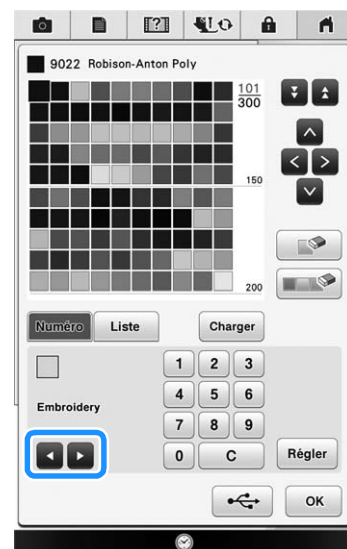 9022 Robison-Anton Poly
101
300
150
200
Numéro Liste Charger
1 2 3
Embroidery
4 5 6
7 8 9
0 C Régler
OK